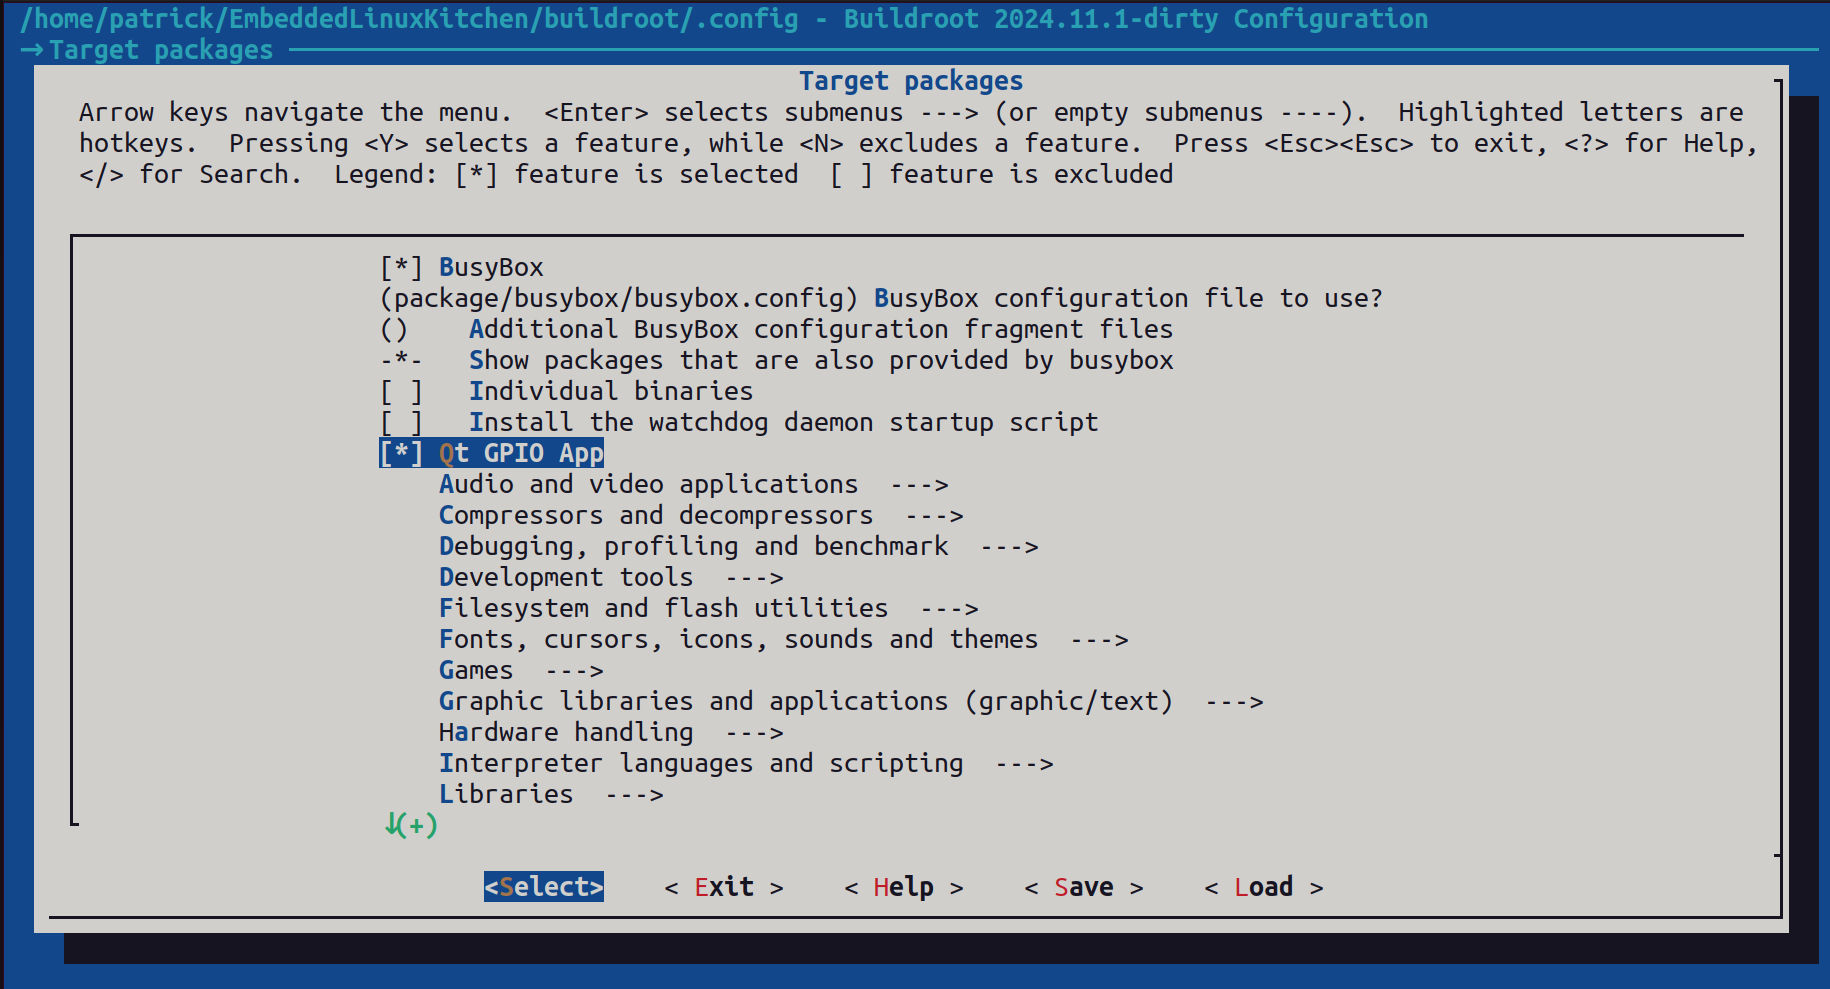 /home/patrick/EmbeddedLinuxKitchen/buildroot/.config - Buildroot 2024.11.1-dirty Configuration
→ Target packages
Target packages
Arrow keys navigate the menu.  <Enter> selects submenus ---> (or empty submenus ----).  Highlighted letters are
hotkeys.  Pressing <Y> selects a feature, while <N> excludes a feature.  Press <Esc><Esc> to exit, <?> for Help,
</> for Search.  Legend: [*] feature is selected  [ ] feature is excluded
[*] BusyBox
(package/busybox/busybox.config) BusyBox configuration file to use?
()    Additional BusyBox configuration fragment files
-*-   Show packages that are also provided by busybox
[ ]   Individual binaries
[ ]   Install the watchdog daemon startup script
[*] Qt GPIO App
Audio and video applications  --->
Compressors and decompressors  --->
Debugging, profiling and benchmark  --->
Development tools  --->
Filesystem and flash utilities  --->
Fonts, cursors, icons, sounds and themes  --->
Games  --->
Graphic libraries and applications (graphic/text)  --->
Hardware handling  --->
Interpreter languages and scripting  --->
Libraries  --->
↓(+)
<Select>    < Exit >    < Help >    < Save >    < Load >